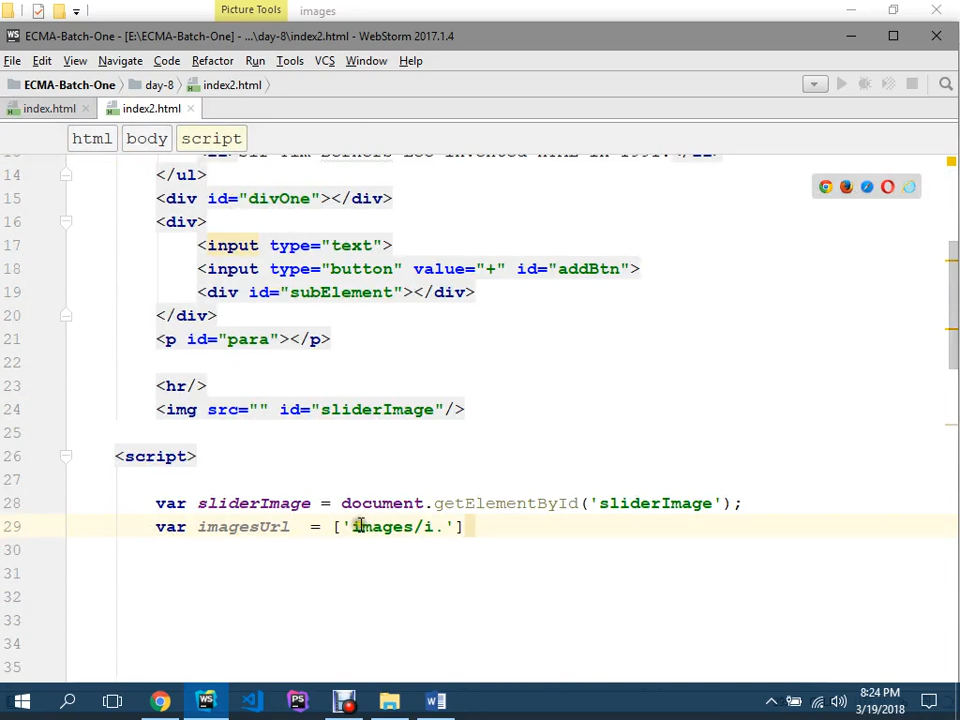 Picture Tools images
ECMA-Batch-One - [E:\ECMA-Batch-One] - ...\day-8\index2.html - WebStorm 2017.1.4
File Edit View Navigate Code Refactor Run Tools VCS Window Help
ECMA-Batch-One day-8 index2.html
index.html index2.html
html body script
14 </ul>
15 <div id="divOne"></div>
16 <div>
17 <input type="text">
18 <input type="button" value="+" id="addBtn">
19 <div id="subElement"></div>
20 </div>
21 <p id="para"></p>
22
23 <hr/>
24 <img src="" id="sliderImage"/>
25
26 <script>
27
28 var sliderImage = document.getElementById('sliderImage');
29 var imagesUrl = ['images/i.']
30
31
32
33
34
35
8:24 PM
3/19/2018